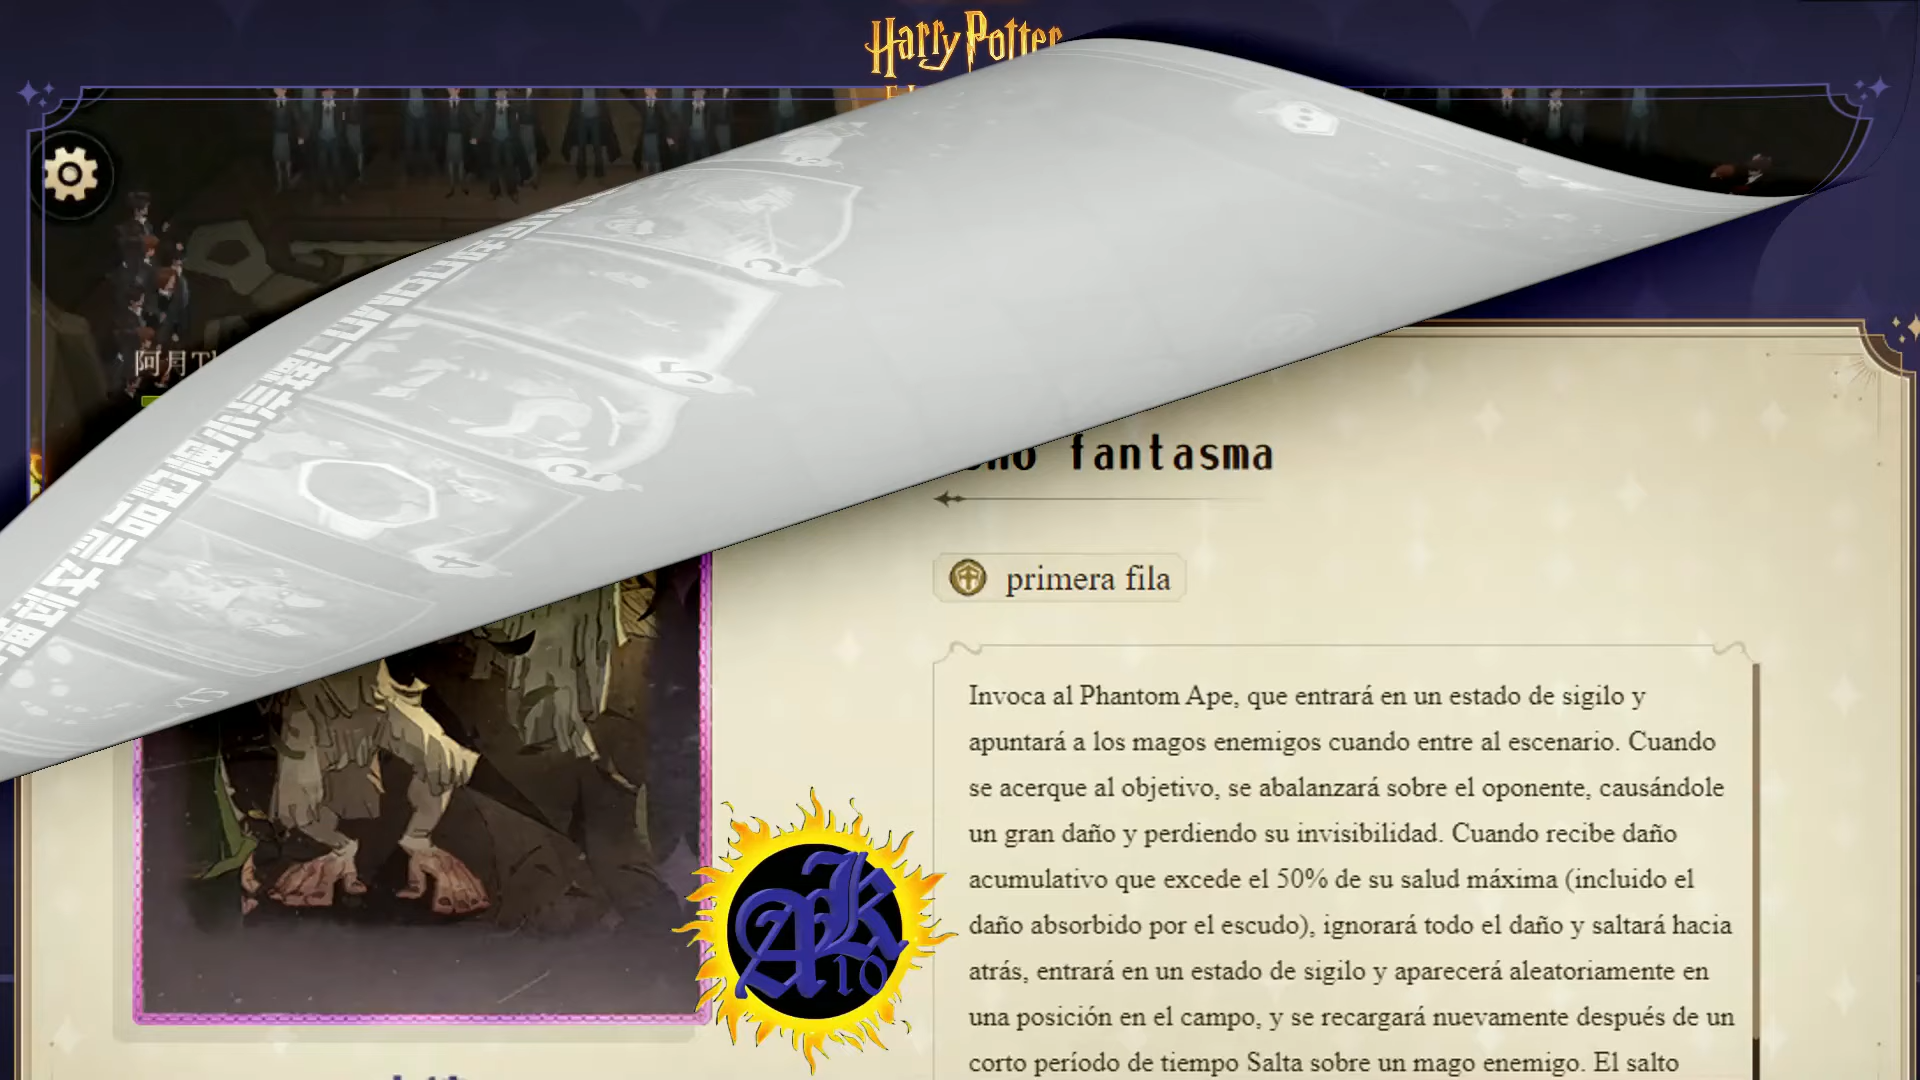 Harry Potter
阿月
fantasma
primera fila
Invoca al Phantom Ape, que entrará en un estado de sigilo y
apuntará a los magos enemigos cuando entre al escenario. Cuando
se acerque al objetivo, se abalanzará sobre el oponente, causándole
un gran daño y perdiendo su invisibilidad. Cuando recibe daño
acumulativo que excede el 50% de su salud máxima (incluido el
daño absorbido por el escudo), ignorará todo el daño y saltará hacia
atrás, entrará en un estado de sigilo y aparecerá aleatoriamente en
una posición en el campo, y se recargará nuevamente después de un
corto período de tiempo Salta sobre un mago enemigo. El salto
AK
10